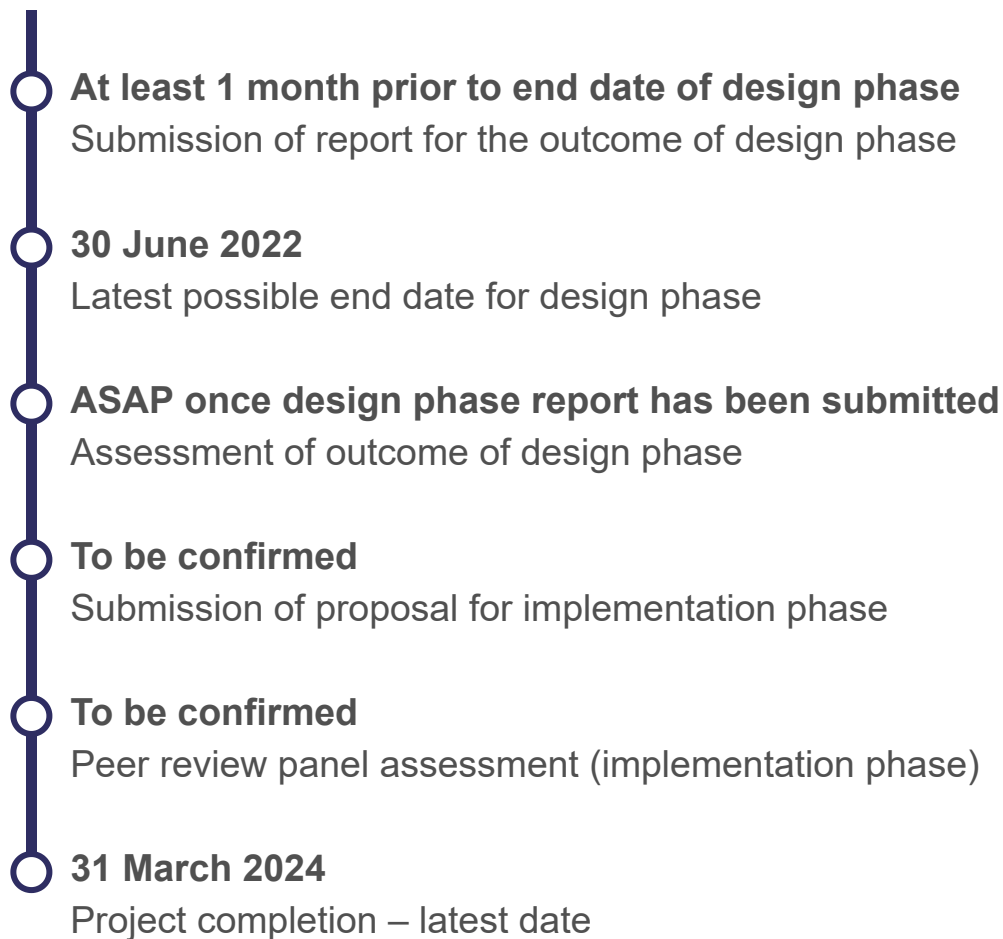 At least 1 month prior to end date of design phase
Submission of report for the outcome of design phase
30 June 2022
Latest possible end date for design phase
ASAP once design phase report has been submitted
Assessment of outcome of design phase
To be confirmed
Submission of proposal for implementation phase
To be confirmed
Peer review panel assessment (implementation phase)
31 March 2024
Project completion – latest date